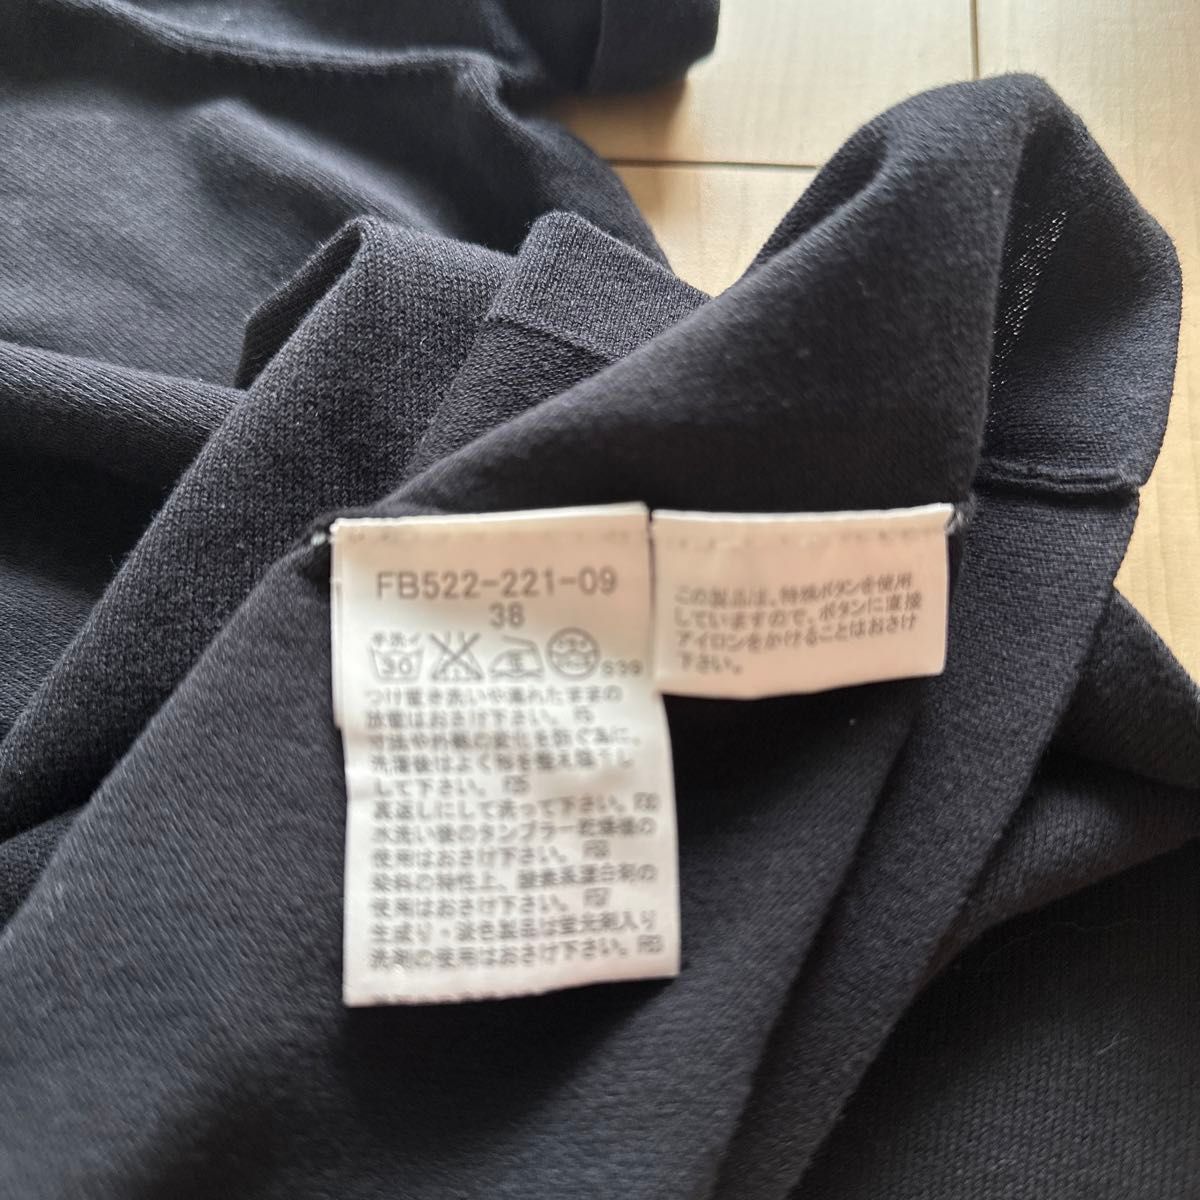 FB522-221-09
38
手洗イ
30
S39
つけ置き洗いや濡れたままの
放置はおさけ下さい。
寸法や外観の変化を防ぐ為に、
洗濯後はよく形を整え陰干し
して下さい。
裏返しにして洗って下さい。
水洗い後のタンブラー乾燥機の
使用はおさけ下さい。
染料の特性上、酸素系漂白剤の
使用はおさけ下さい。
生成り・淡色製品は蛍光剤入り
洗剤の使用はおさけ下さい。
この製品は、特殊ボタンを使用
していますので、ボタンに直接
アイロンをかけることはおさけ
下さい。